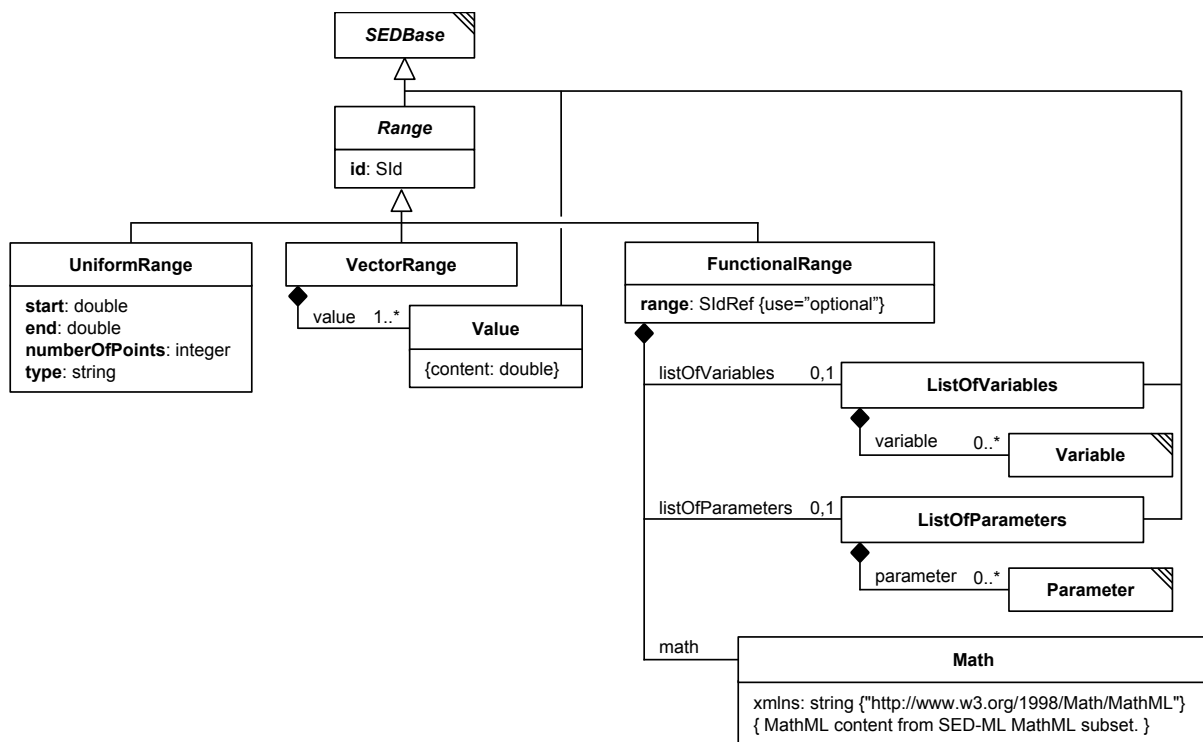 SEDBase
Range
id: SId
UniformRange
start: double
end: double
numberOfPoints: integer
type: string
VectorRange
value 1..*
Value
{content: double}
FunctionalRange
range: SIdRef {use=”optional”}
listOfVariables 0,1
ListOfVariables
variable 0..*
Variable
listOfParameters 0,1
ListOfParameters
parameter 0..*
Parameter
math
Math
xmlns: string {"http://www.w3.org/1998/Math/MathML"}
{ MathML content from SED-ML MathML subset. }